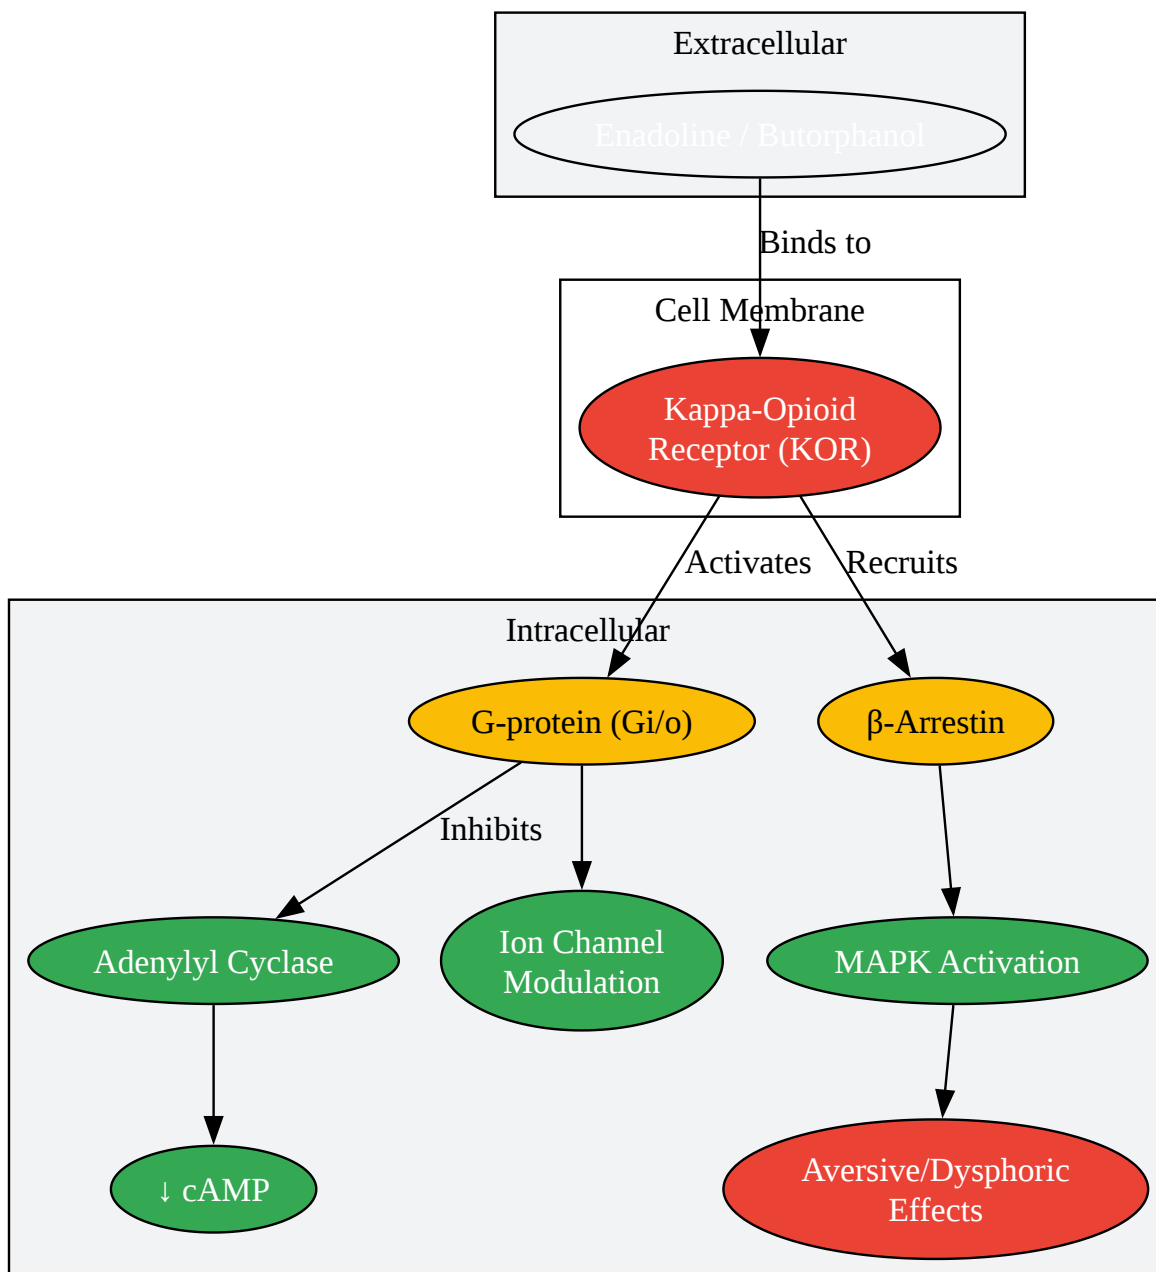 Extracellular
Enadoline / Butorphanol
Binds to
Cell Membrane
Kappa-Opioid
Receptor (KOR)
Activates
Recruits
Intracellular
G-protein (Gi/o)
β-Arrestin
Inhibits
Adenylyl Cyclase
Ion Channel
Modulation
MAPK Activation
↓ cAMP
Aversive/Dysphoric
Effects